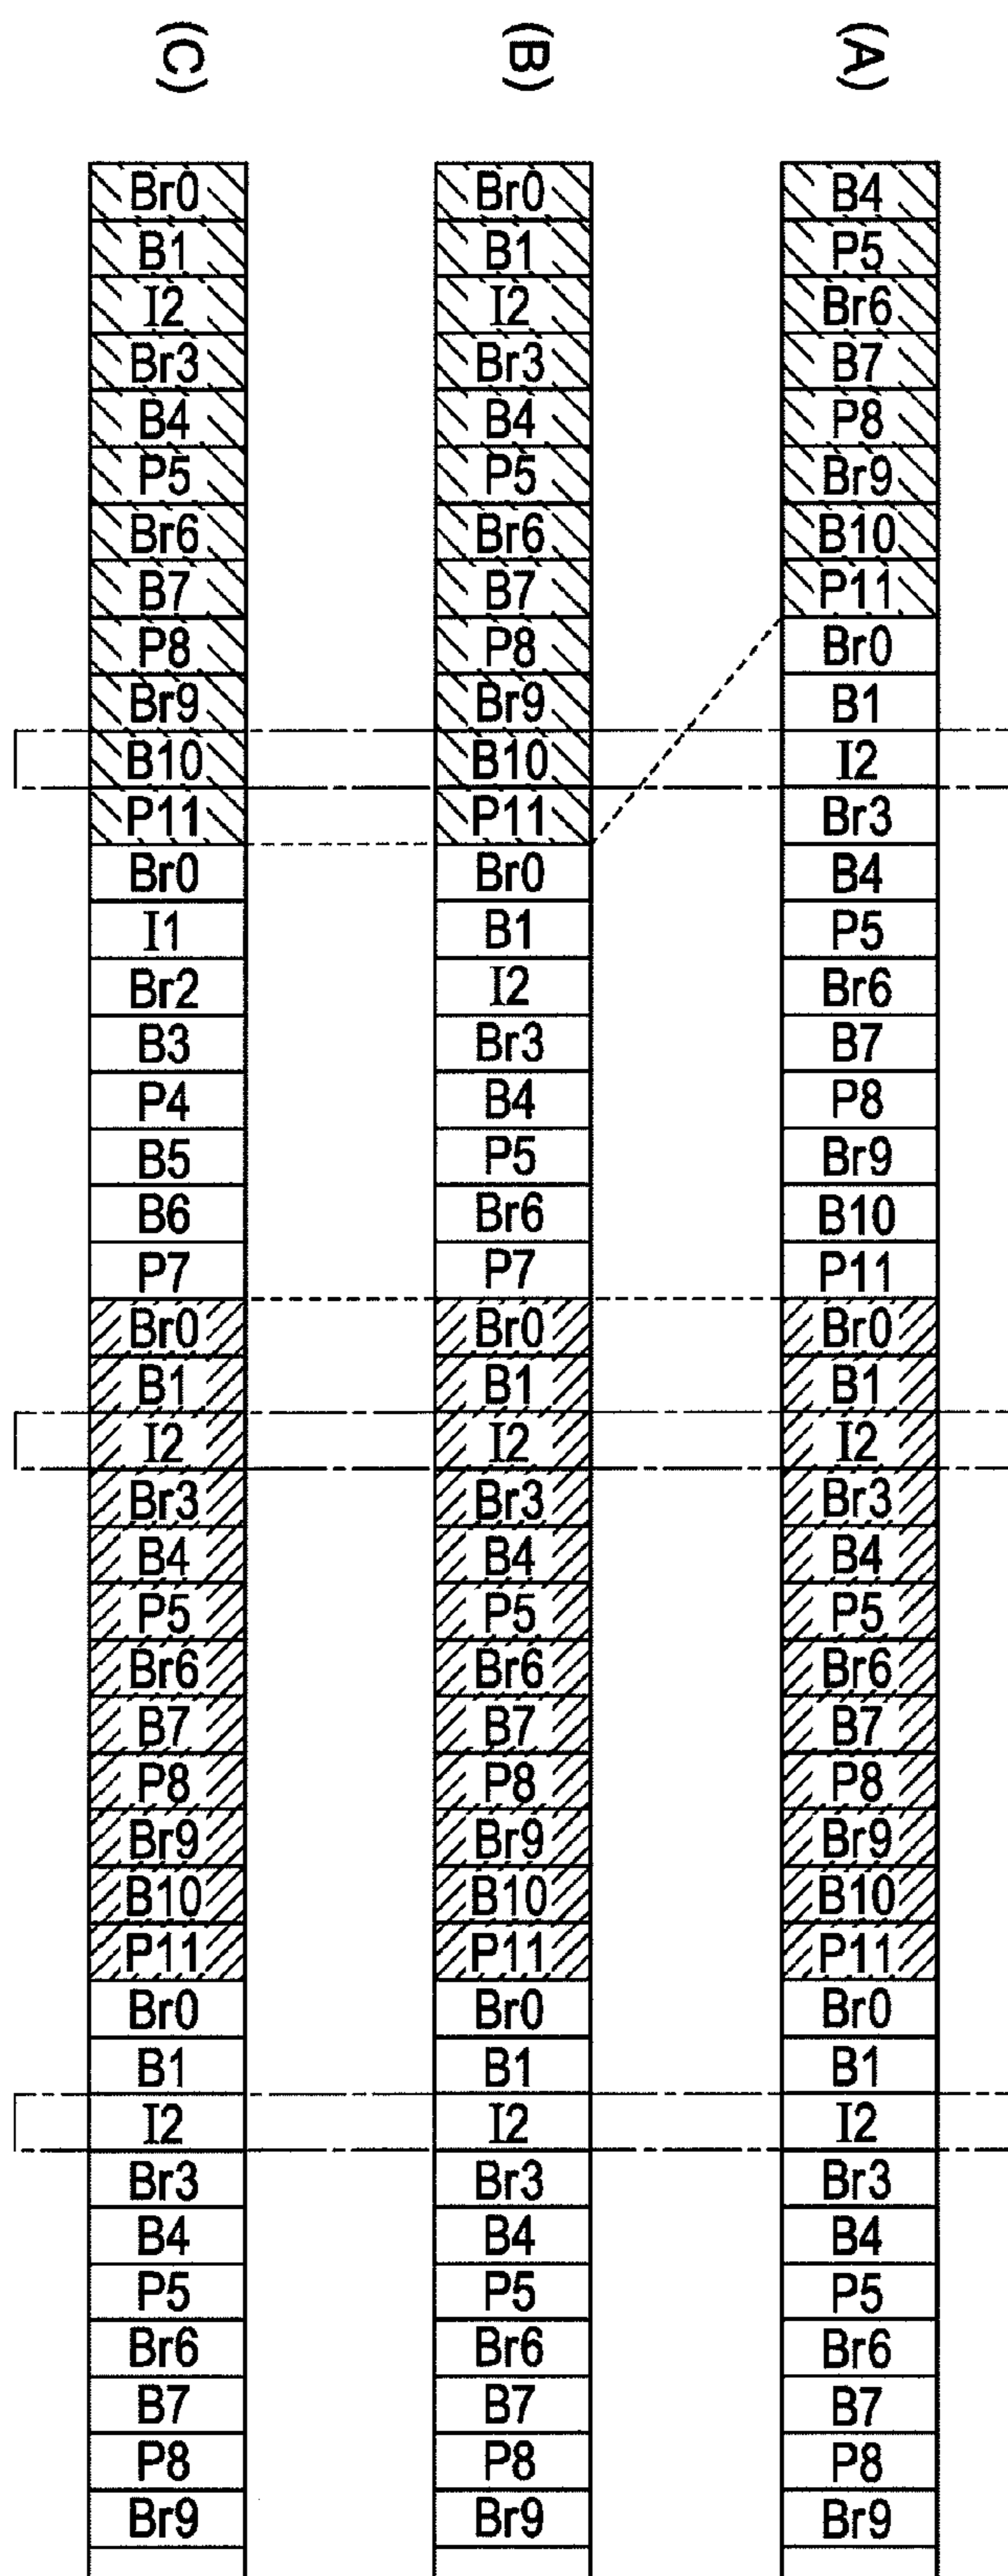 (C) (B) (A)
Br0 Br0 B4
B1 B1 P5
I2 I2 Br6
Br3 Br3 B7
B4 B4 P8
P5 P5 Br9
Br6 Br6 B10
B7 B7 P11
P8 P8 Br0
Br9 Br9 B1
B10 B10 I2
P11 P11 Br3
Br0 Br0 B4
I1 B1 P5
Br2 I2 Br6
B3 Br3 B7
P4 B4 P8
B5 P5 Br9
B6 Br6 B10
P7 P7 P11
Br0 Br0 Br0
B1 B1 B1
I2 I2 I2
Br3 Br3 Br3
B4 B4 B4
P5 P5 P5
Br6 Br6 Br6
B7 B7 B7
P8 P8 P8
Br9 Br9 Br9
B10 B10 B10
P11 P11 P11
Br0 Br0 Br0
B1 B1 B1
I2 I2 I2
Br3 Br3 Br3
B4 B4 B4
P5 P5 P5
Br6 Br6 Br6
B7 B7 B7
P8 P8 P8
Br9 Br9 Br9